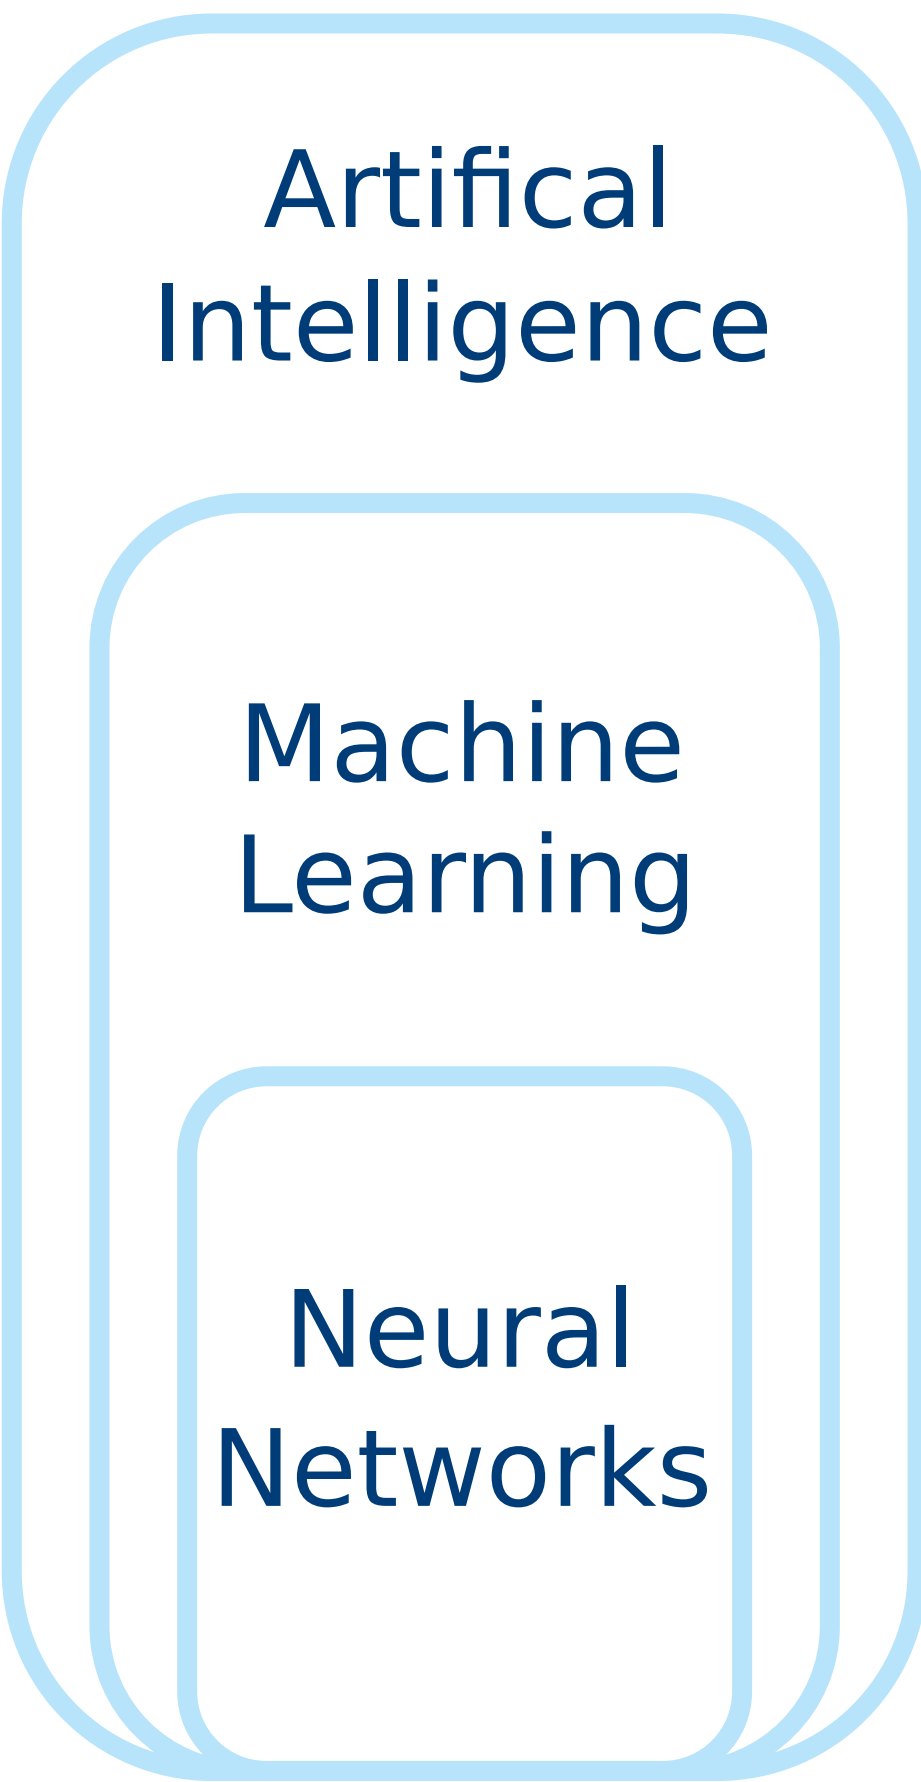 Artifical
Intelligence
Machine
Learning
Neural
Networks